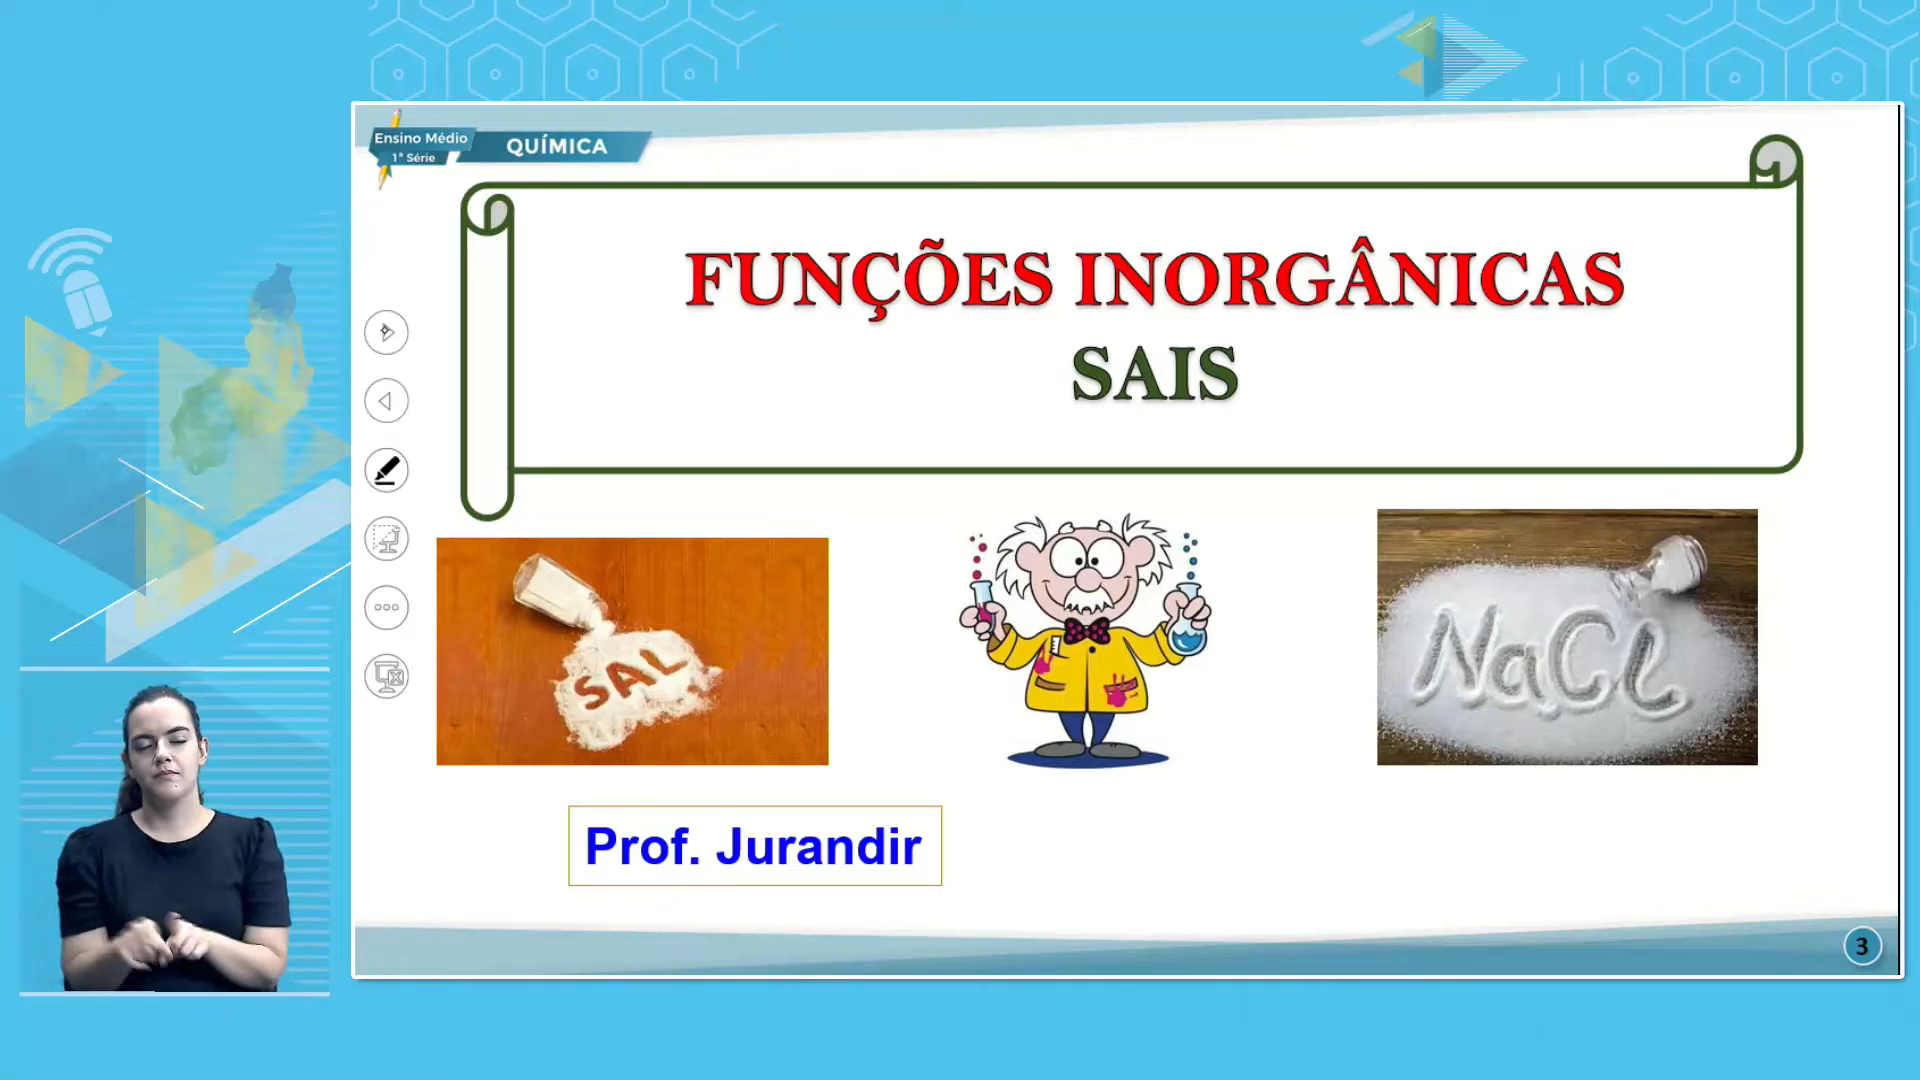 Ensino Médio
1ª Série
QUÍMICA
FUNÇÕES INORGÂNICAS
SAIS
SAL
NaCl
Prof. Jurandir
3